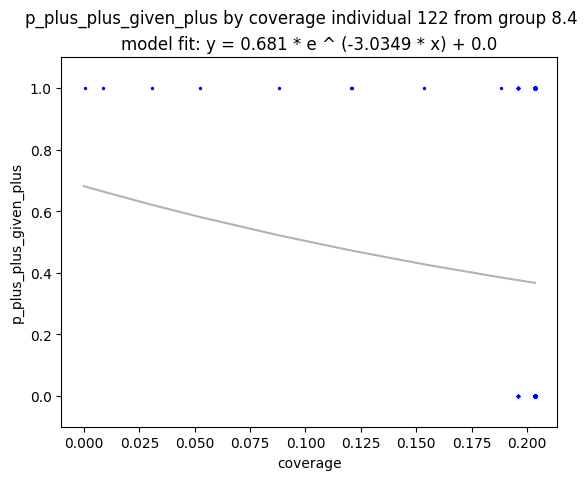 p_plus_plus_given_plus by coverage individual 122 from group 8.4
model fit: y = 0.681 * e ^ (-3.0349 * x) + 0.0
1.0
0.8
0.6
0.4
0.2
0.0
p_plus_plus_given_plus
0.000 0.025 0.050 0.075 0.100 0.125 0.150 0.175 0.200
coverage